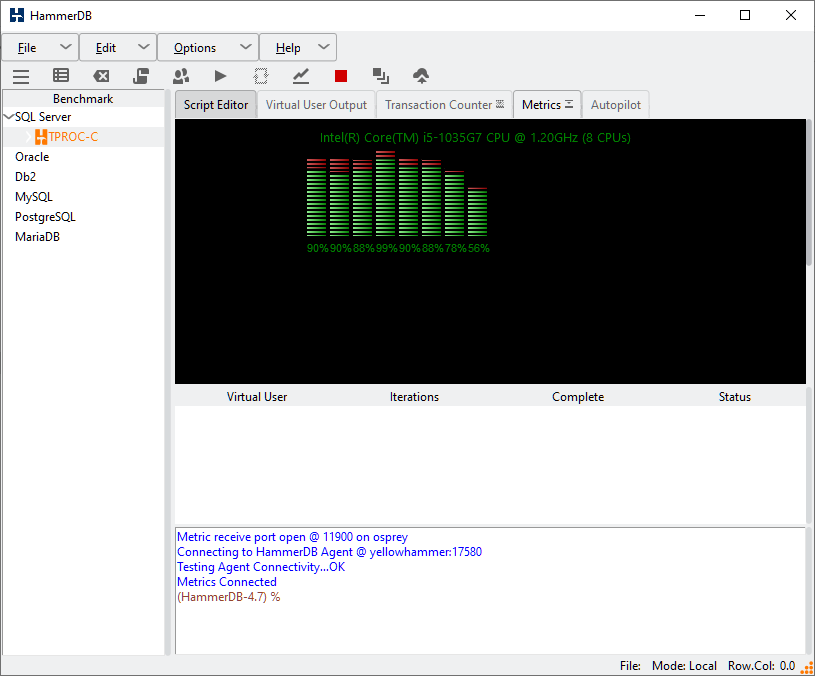 HammerDB
File Edit Options Help
Benchmark
SQL Server
TPROC-C
Oracle
Db2
MySQL
PostgreSQL
MariaDB
Script Editor Virtual User Output Transaction Counter Metrics Autopilot
Intel(R) Core(TM) i5-1035G7 CPU @ 1.20GHz (8 CPUs)
90% 90% 88% 99% 90% 88% 78% 56%
Virtual User Iterations Complete Status
Metric receive port open @ 11900 on osprey
Connecting to HammerDB Agent @ yellowhammer:17580
Testing Agent Connectivity...OK
Metrics Connected
(HammerDB-4.7) %
File: Mode: Local Row.Col: 0.0